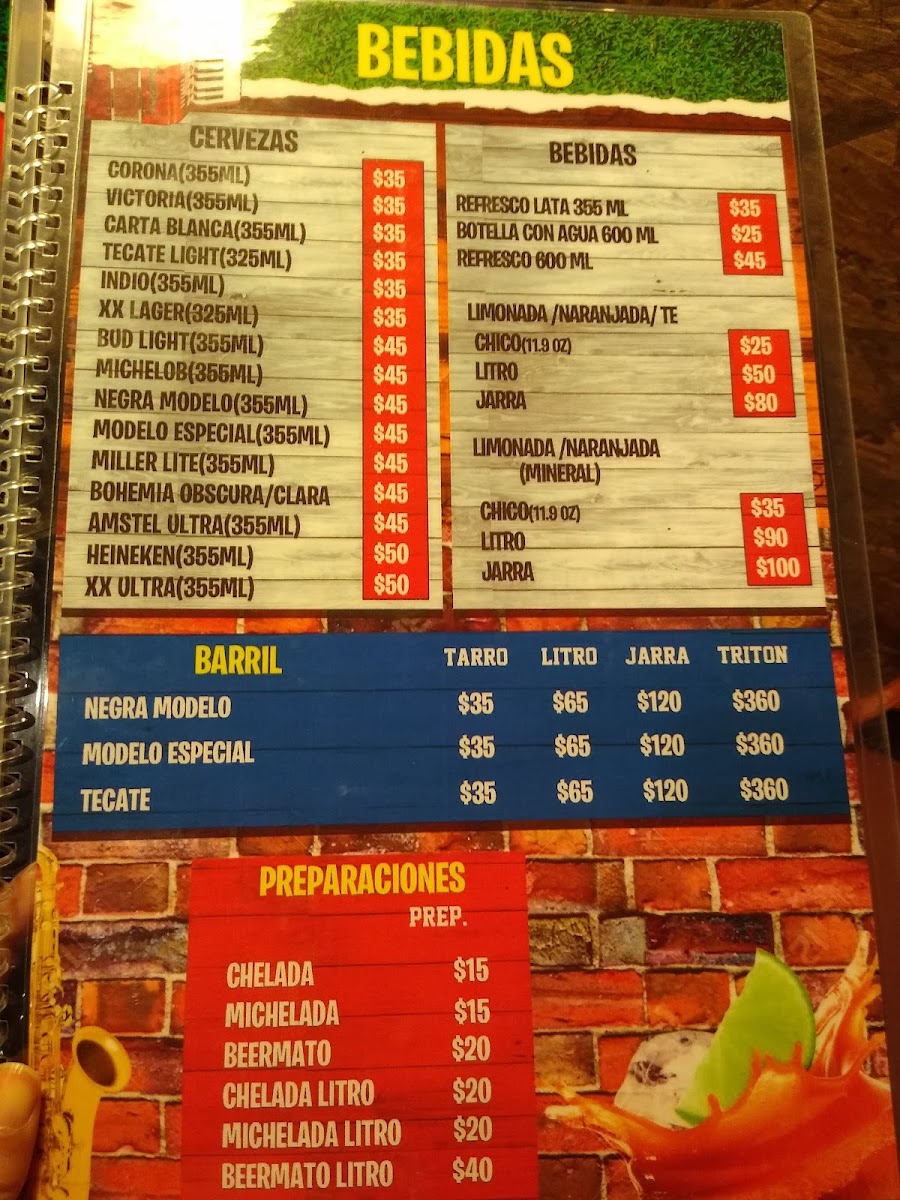 BEBIDAS
CERVEZAS
CORONA(355ML) $35
VICTORIA(355ML) $35
CARTA BLANCA(355ML) $35
TECATE LIGHT(325ML) $35
INDIO(355ML) $35
XX LAGER(325ML) $35
BUD LIGHT(355ML) $45
MICHELOB(355ML) $45
NEGRA MODELO(355ML) $45
MODELO ESPECIAL(355ML) $45
MILLER LITE(355ML) $45
BOHEMIA OBSCURA/CLARA $45
AMSTEL ULTRA(355ML) $45
HEINEKEN(355ML) $50
XX ULTRA(355ML) $50
BEBIDAS
REFRESCO LATA 355 ML $35
BOTELLA CON AGUA 600 ML $25
REFRESCO 600 ML $45
LIMONADA /NARANJADA/ TE
CHICO(11.9 OZ) $25
LITRO $50
JARRA $80
LIMONADA /NARANJADA
(MINERAL)
CHICO(11.9 OZ) $35
LITRO $90
JARRA $100
BARRIL TARRO LITRO JARRA TRITON
NEGRA MODELO $35 $65 $120 $360
MODELO ESPECIAL $35 $65 $120 $360
TECATE $35 $65 $120 $360
PREPARACIONES
PREP.
CHELADA $15
MICHELADA $15
BEERMATO $20
CHELADA LITRO $20
MICHELADA LITRO $20
BEERMATO LITRO $40